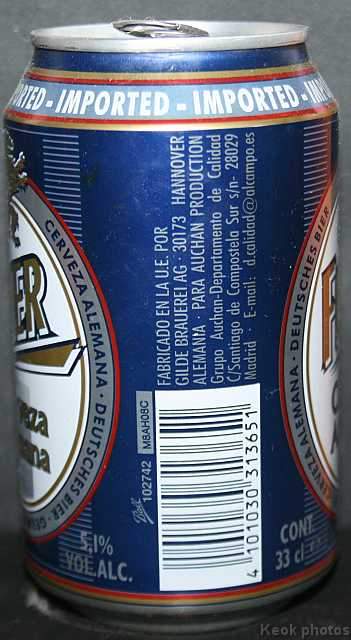 - IMPORTED - IMPORTED - IMPORTED -
CERVEZA ALEMANA · DEUTSCHES BIER
FABRICADO EN LA U.E. POR
GILDE BRAUEREI AG · 30173 HANNOVER
ALEMANIA · PARA AUCHAN PRODUCTION
Grupo Auchan-Departamento de Calidad
C/Santiago de Compostela Sur s/n- 28029
Madrid · E-mail: d.calidad@alcampo.es
M8AH08C
102742
4 101030 313651
5,1%
VOL.ALC.
CERVEZA ALEMANA · DEUTSCHES BIER
CONT.
33 cl
Keok photos